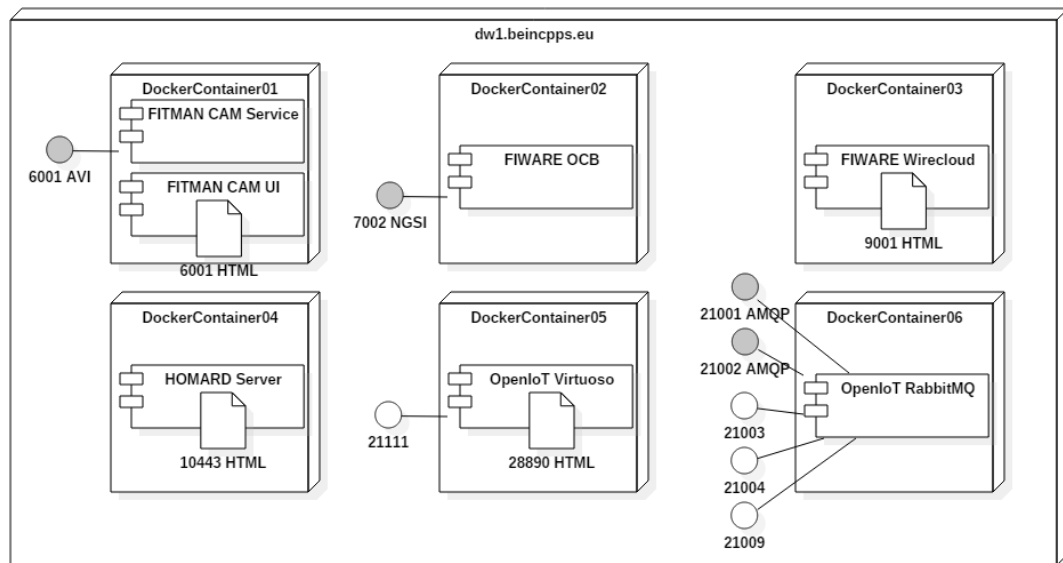 dw1.beincpps.eu
DockerContainer01
FITMAN CAM Service
6001 AVI
FITMAN CAM UI
6001 HTML
DockerContainer02
FIWARE OCB
7002 NGSI
DockerContainer03
FIWARE Wirecloud
9001 HTML
DockerContainer04
HOMARD Server
10443 HTML
DockerContainer05
OpenIoT Virtuoso
21111
28890 HTML
DockerContainer06
21001 AMQP
21002 AMQP
OpenIoT RabbitMQ
21003
21004
21009